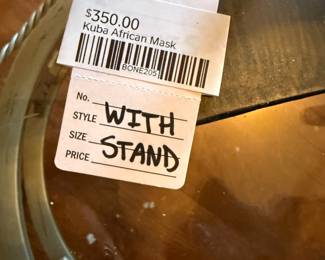 $350.00
Kuba African Mask
BONE205
No.
STYLE WITH
SIZE STAND
PRICE